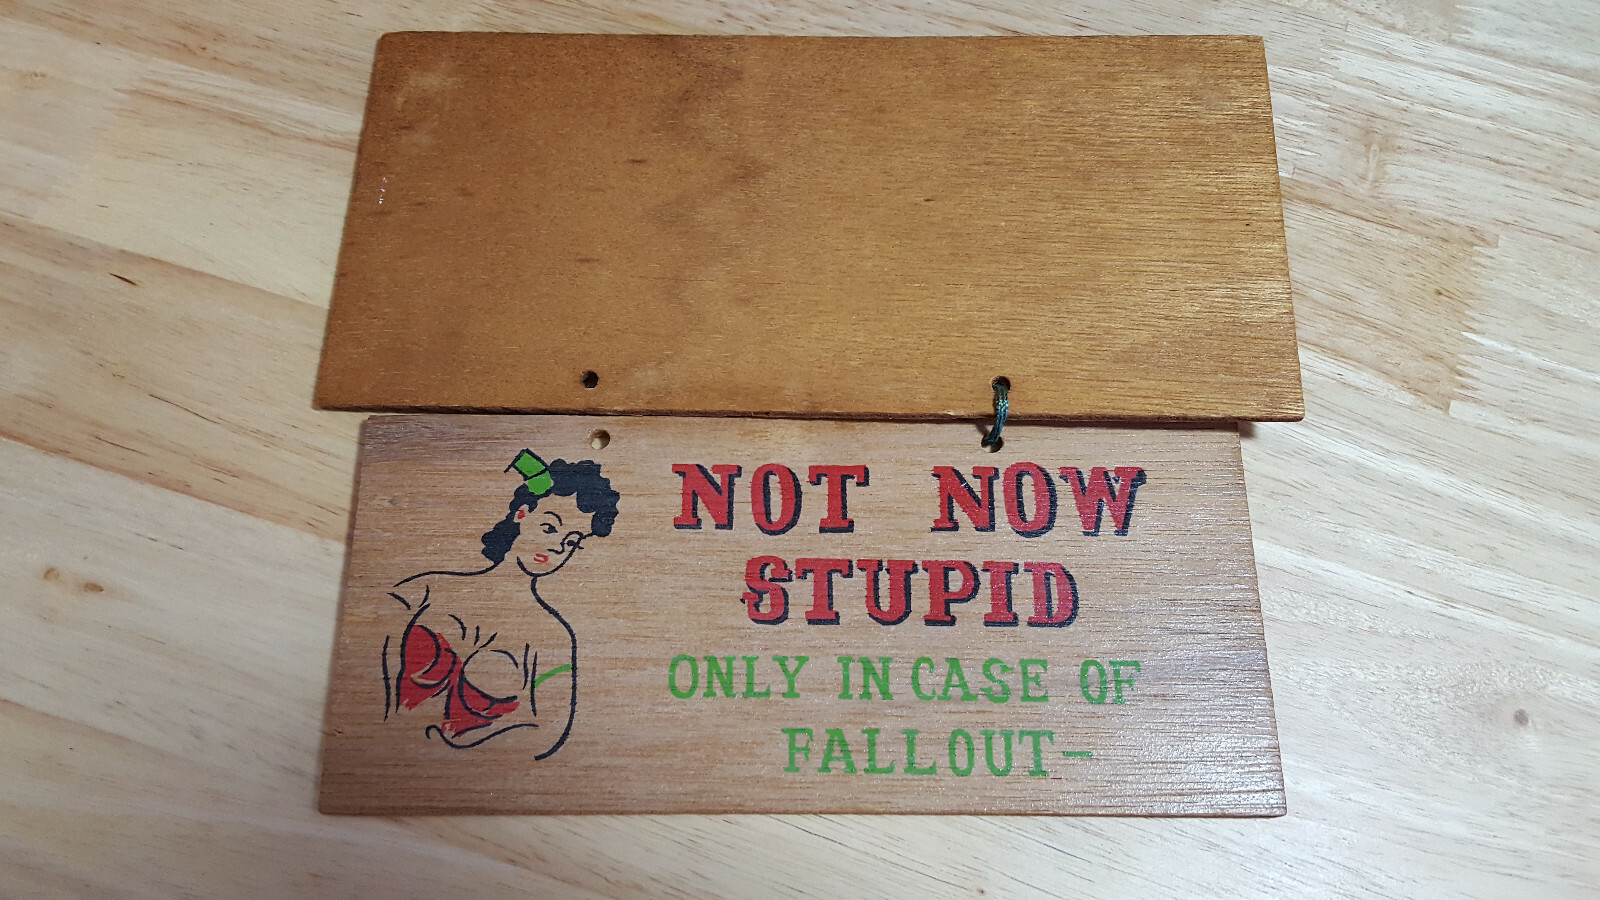 NOT NOW
STUPID
ONLY IN CASE OF
FALLOUT-